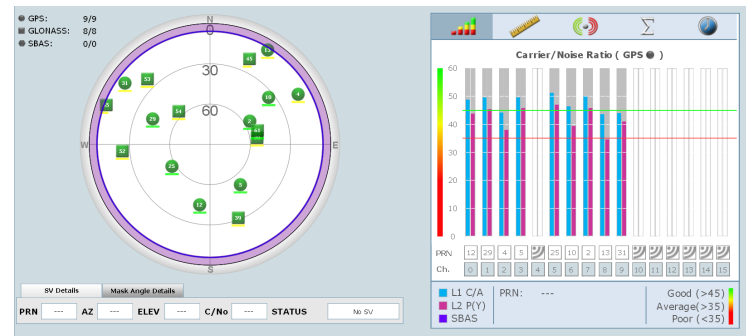 GPS: 9/9
GLONASS: 8/8
SBAS: 0/0
N
0
30
60
W
E
S
15
45
31
53
10
4
54
29
2
61
52
25
5
12
39
SV Details
Mask Angle Details
PRN --- AZ --- ELEV --- C/No --- STATUS No SV
Σ
Carrier/Noise Ratio ( GPS )
60
50
40
30
20
10
0
PRN 12 29 4 5 25 10 2 13 31
Ch. 0 1 2 3 4 5 6 7 8 9 10 11 12 13 14 15
L1 C/A
L2 P(Y)
SBAS
PRN: ---
Good (>45)
Average(>35)
Poor (<35)